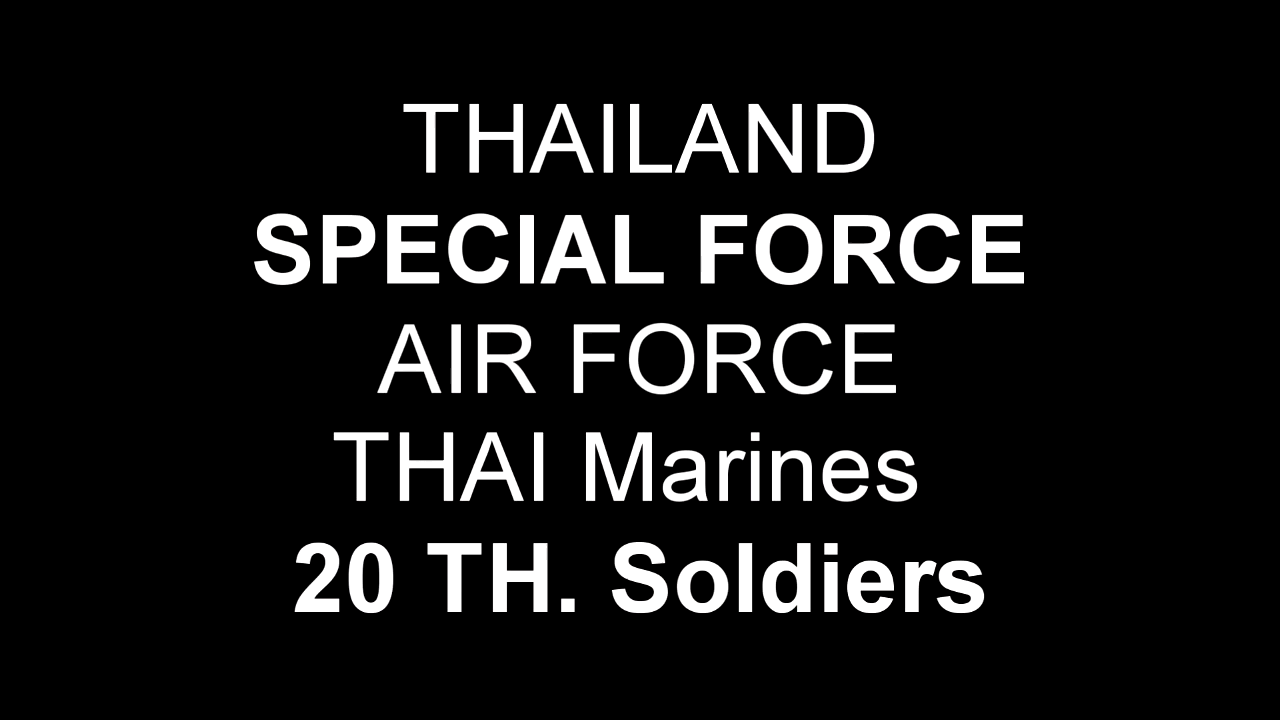 THAILAND
SPECIAL FORCE
AIR FORCE
THAI Marines
20 TH. Soldiers